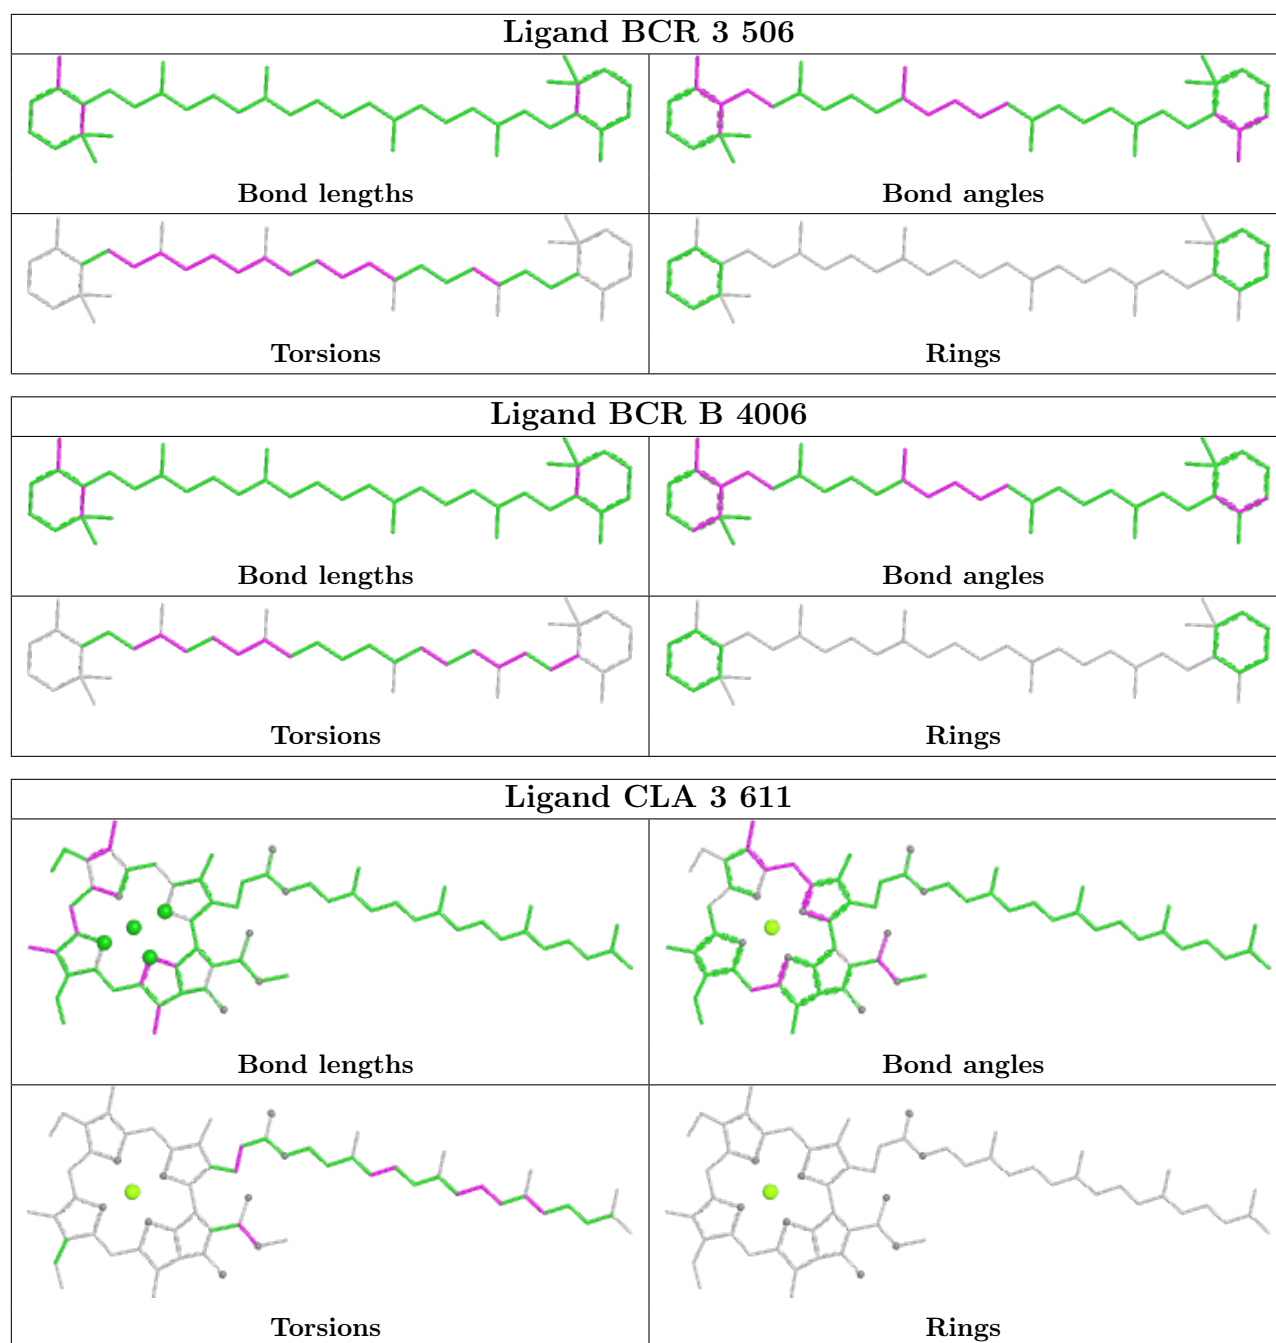 Ligand BCR 3 506
Bond lengths
Bond angles
Torsions
Rings
Ligand BCR B 4006
Bond lengths
Bond angles
Torsions
Rings
Ligand CLA 3 611
Bond lengths
Bond angles
Torsions
Rings